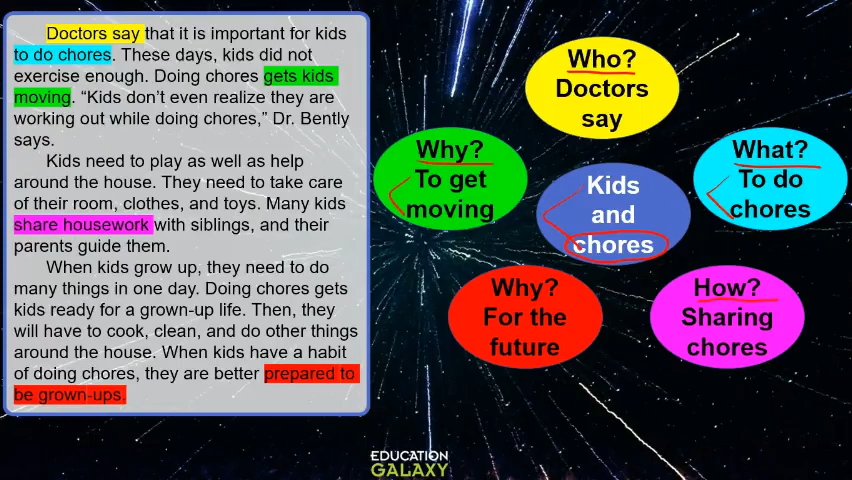 Doctors say that it is important for kids
to do chores. These days, kids did not
exercise enough. Doing chores gets kids
moving. “Kids don’t even realize they are
working out while doing chores,” Dr. Bently
says.
Kids need to play as well as help
around the house. They need to take care
of their room, clothes, and toys. Many kids
share housework with siblings, and their
parents guide them.
When kids grow up, they need to do
many things in one day. Doing chores gets
kids ready for a grown-up life. Then, they
will have to cook, clean, and do other things
around the house. When kids have a habit
of doing chores, they are better prepared to
be grown-ups.
Who?
Doctors
say
Why?
To get
moving
Kids
and
chores
What?
To do
chores
Why?
For the
future
How?
Sharing
chores
EDUCATION
GALAXY